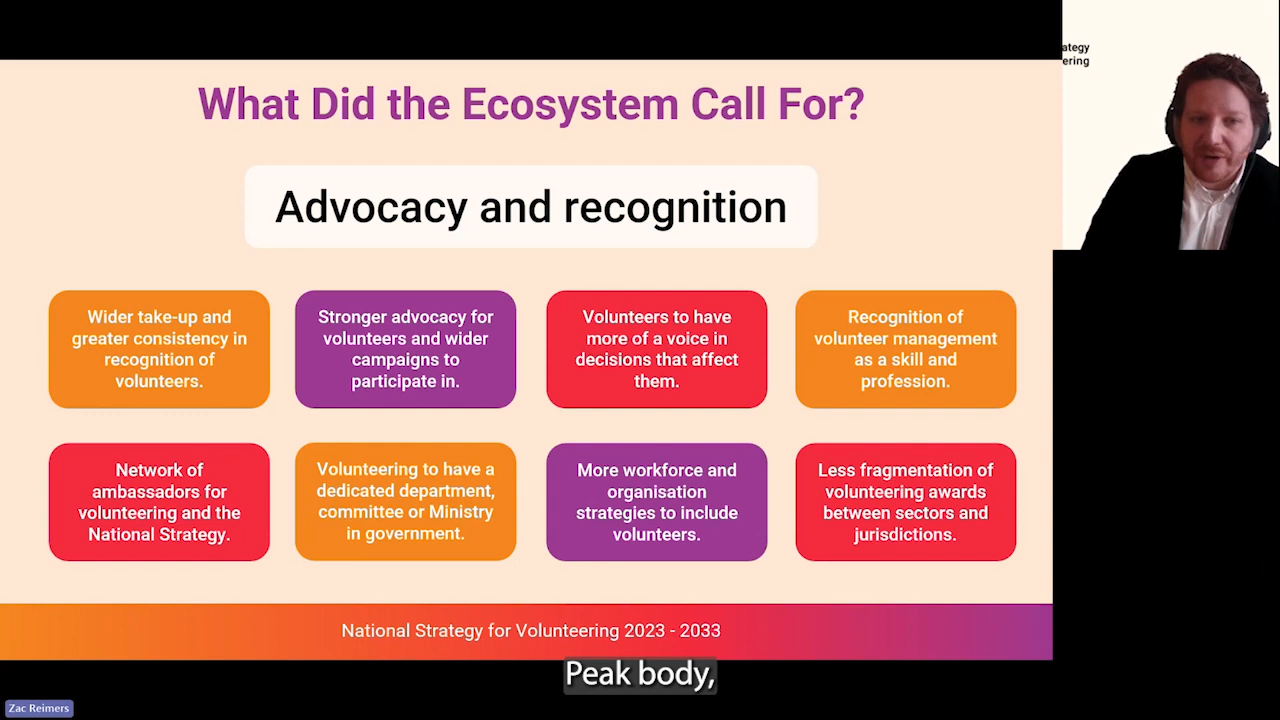 What Did the Ecosystem Call For?
Advocacy and recognition
Wider take-up and
greater consistency in
recognition of
volunteers.
Stronger advocacy for
volunteers and wider
campaigns to
participate in.
Volunteers to have
more of a voice in
decisions that affect
them.
Recognition of
volunteer management
as a skill and
profession.
Network of
ambassadors for
volunteering and the
National Strategy.
Volunteering to have a
dedicated department,
committee or Ministry
in government.
More workforce and
organisation
strategies to include
volunteers.
Less fragmentation of
volunteering awards
between sectors and
jurisdictions.
National Strategy for Volunteering 2023 - 2033
ategy
ering
Peak body,
Zac Reimers